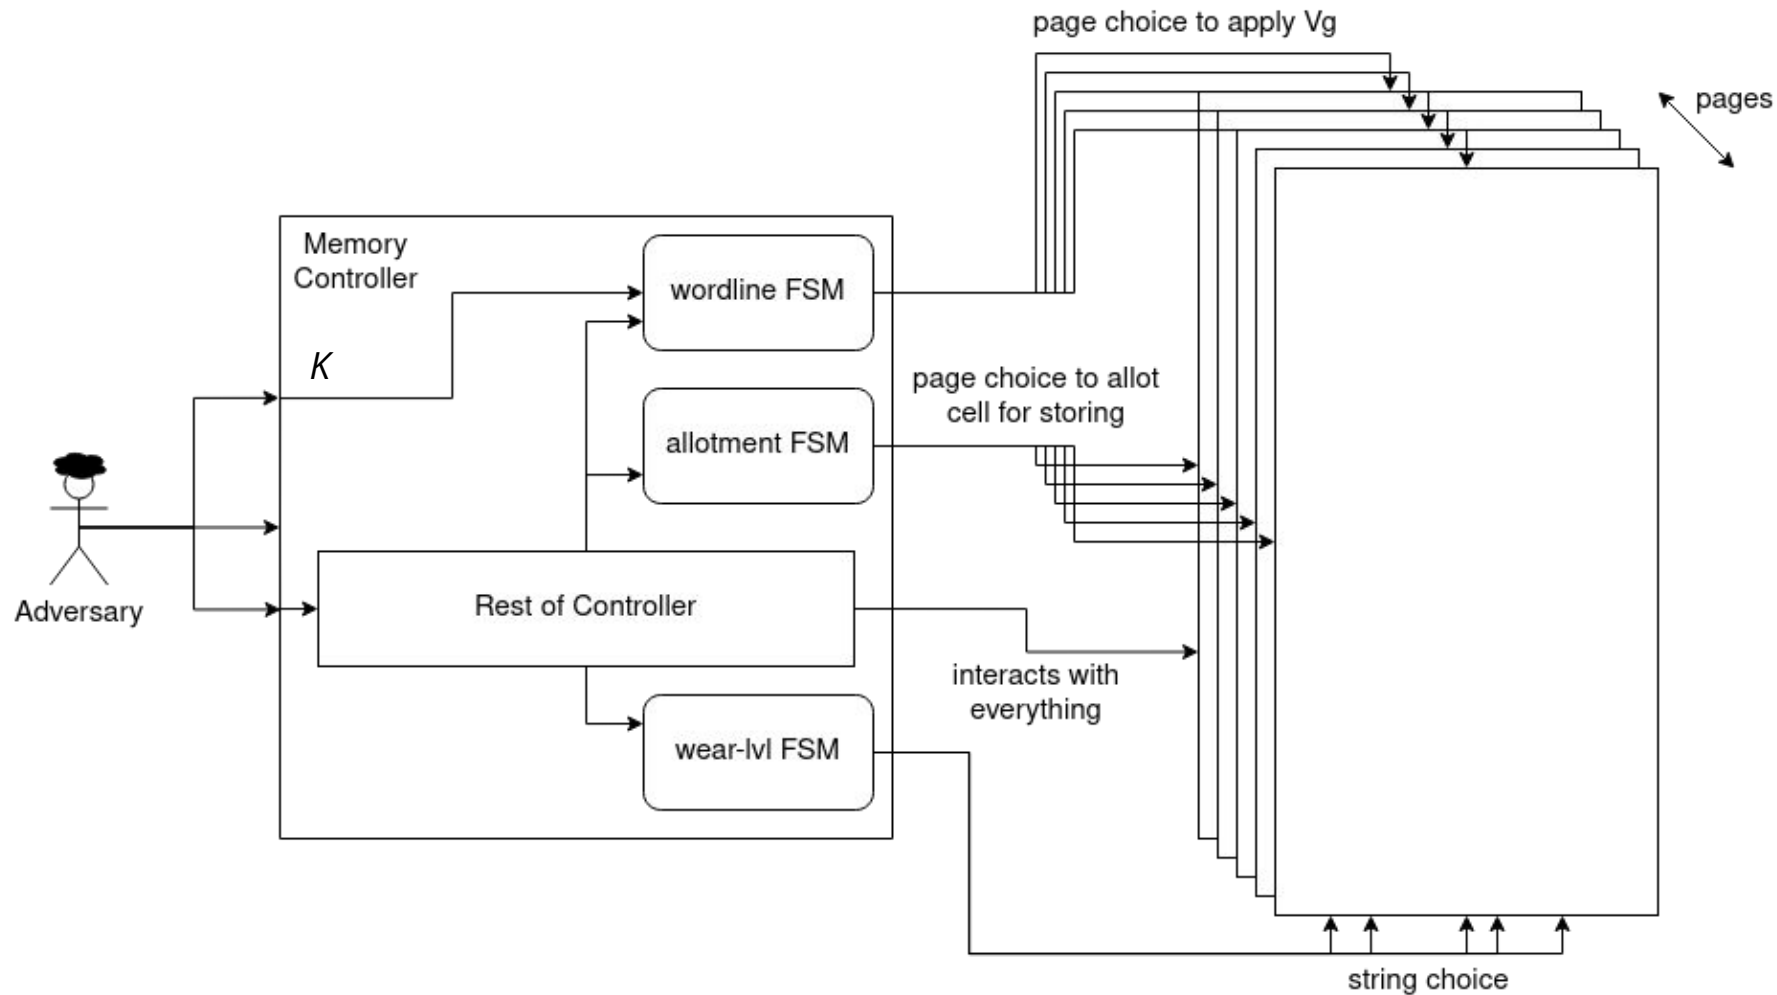 page choice to apply Vg
pages
Memory
Controller
wordline FSM
K
page choice to allot
cell for storing
allotment FSM
Adversary
Rest of Controller
interacts with
everything
wear-lvl FSM
string choice